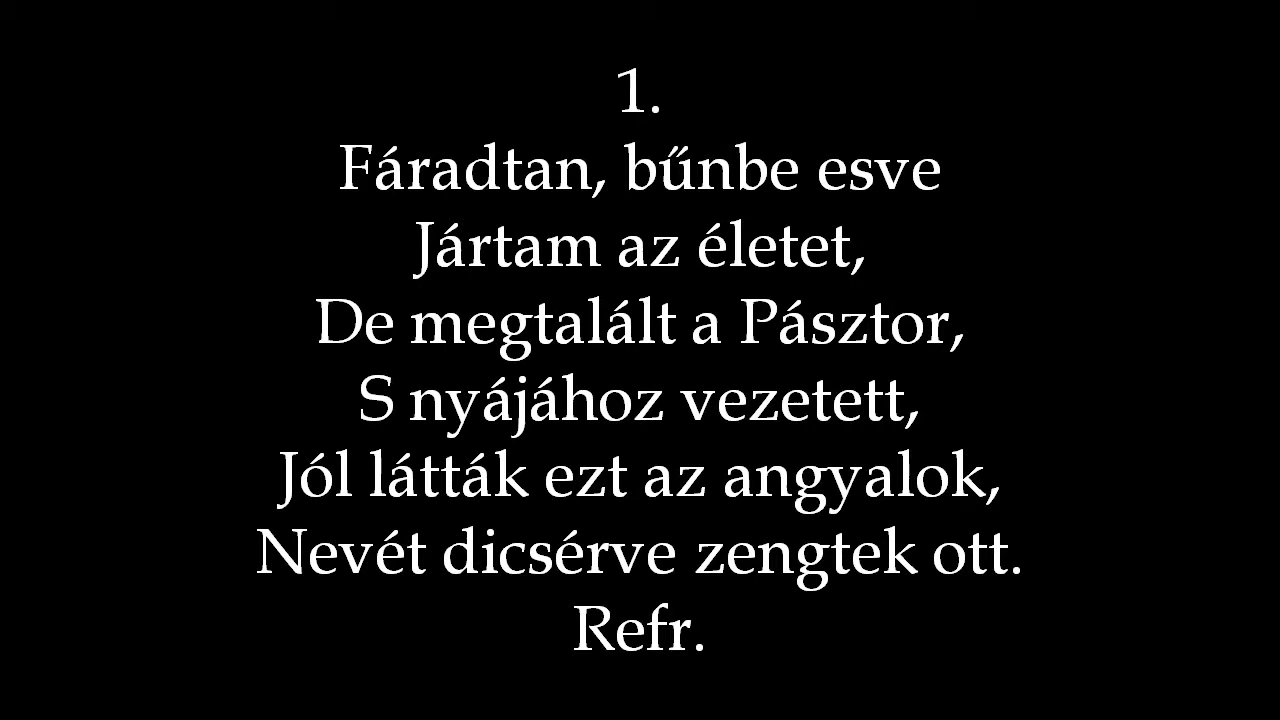 1.
Fáradtan, bűnbe esve
Jártam az életet,
De megtalált a Pásztor,
S nyájához vezetett,
Jól látták ezt az angyalok,
Nevét dicsérve zengtek ott.
Refr.